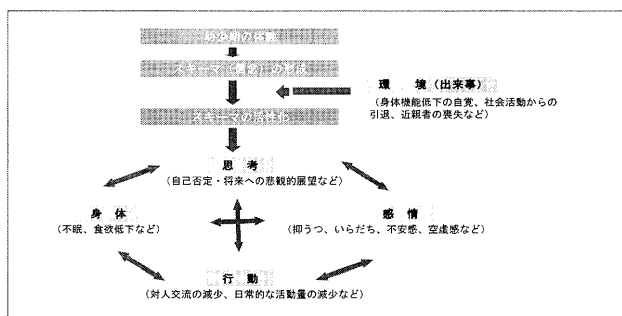 幼少期の体験
スキーマ(信念)の形成
環 境(出来事)
(身体機能低下の自覚、社会活動からの
引退、近親者の喪失など)
スキーマの活性化
思 考
(自己否定・将来への悲観的展望など)
身 体
(不眠、食欲低下など)
感 情
(抑うつ、いらだち、不安感、空虚感など)
行 動
(対人交流の減少、日常的な活動量の減少など)